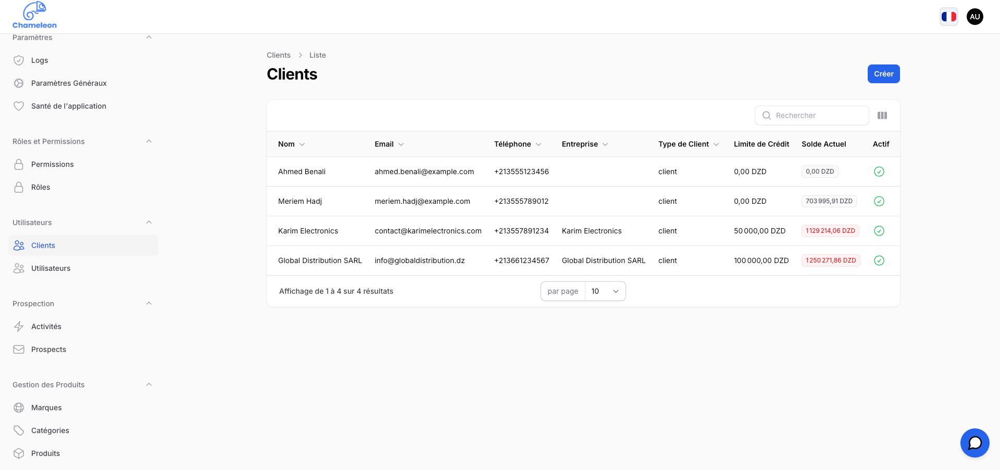 Chameleon
AU
Paramètres
Logs
Paramètres Généraux
Santé de l'application
Rôles et Permissions
Permissions
Rôles
Utilisateurs
Clients
Utilisateurs
Prospection
Activités
Prospects
Gestion des Produits
Marques
Catégories
Produits
Clients > Liste
Clients
Créer
Rechercher
Nom Email Téléphone Entreprise Type de Client Limite de Crédit Solde Actuel Actif
Ahmed Benali ahmed.benali@example.com +213555123456 client 0,00 DZD 0,00 DZD
Meriem Hadj meriem.hadj@example.com +213555789012 client 0,00 DZD 703 995,91 DZD
Karim Electronics contact@karimelectronics.com +213557891234 Karim Electronics client 50 000,00 DZD 1 129 214,06 DZD
Global Distribution SARL info@globaldistribution.dz +213661234567 Global Distribution SARL client 100 000,00 DZD 1 250 271,86 DZD
Affichage de 1 à 4 sur 4 résultats par page 10